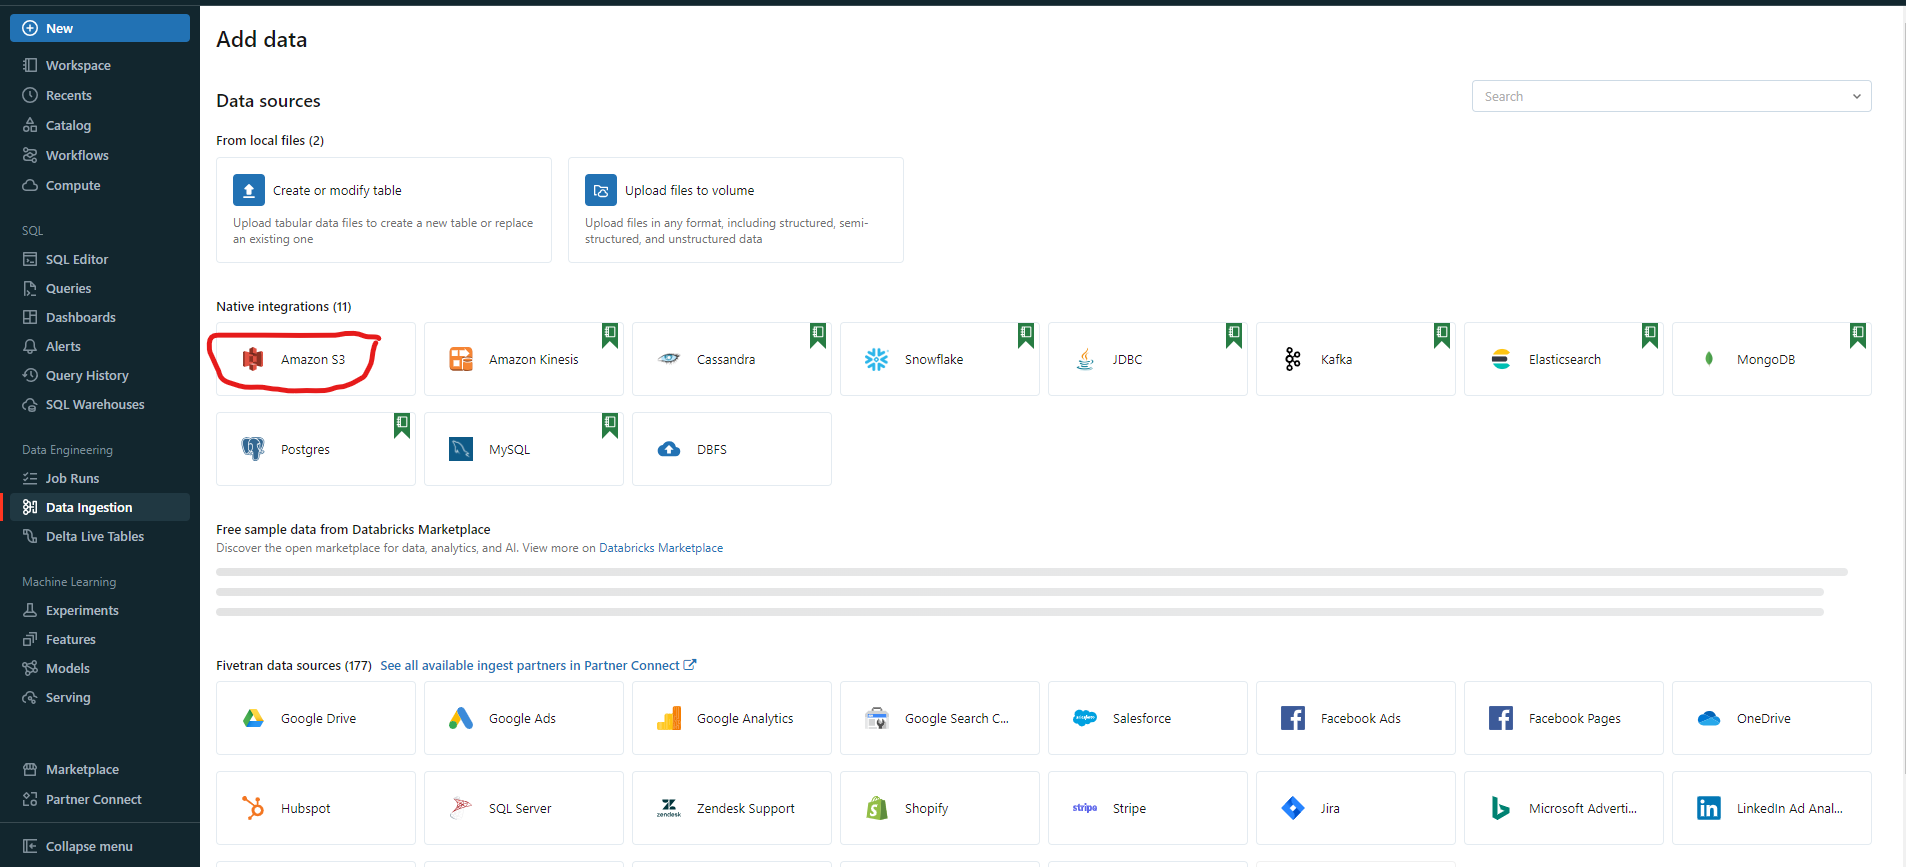 New
Workspace
Recents
Catalog
Workflows
Compute
SQL
SQL Editor
Queries
Dashboards
Alerts
Query History
SQL Warehouses
Data Engineering
Job Runs
Data Ingestion
Delta Live Tables
Machine Learning
Experiments
Features
Models
Serving
Marketplace
Partner Connect
Collapse menu
Add data
Data sources
Search
From local files (2)
Create or modify table
Upload tabular data files to create a new table or replace
an existing one
Upload files to volume
Upload files in any format, including structured, semi-
structured, and unstructured data
Native integrations (11)
Amazon S3
Amazon Kinesis
Cassandra
Snowflake
JDBC
Kafka
Elasticsearch
MongoDB
Postgres
MySQL
DBFS
Free sample data from Databricks Marketplace
Discover the open marketplace for data, analytics, and AI. View more on Databricks Marketplace
Fivetran data sources (177) See all available ingest partners in Partner Connect
Google Drive
Google Ads
Google Analytics
Google Search C...
salesforce Salesforce
Facebook Ads
Facebook Pages
OneDrive
Hubspot
SQL Server
zendesk Zendesk Support
Shopify
stripe Stripe
Jira
Microsoft Adverti...
LinkedIn Ad Anal...